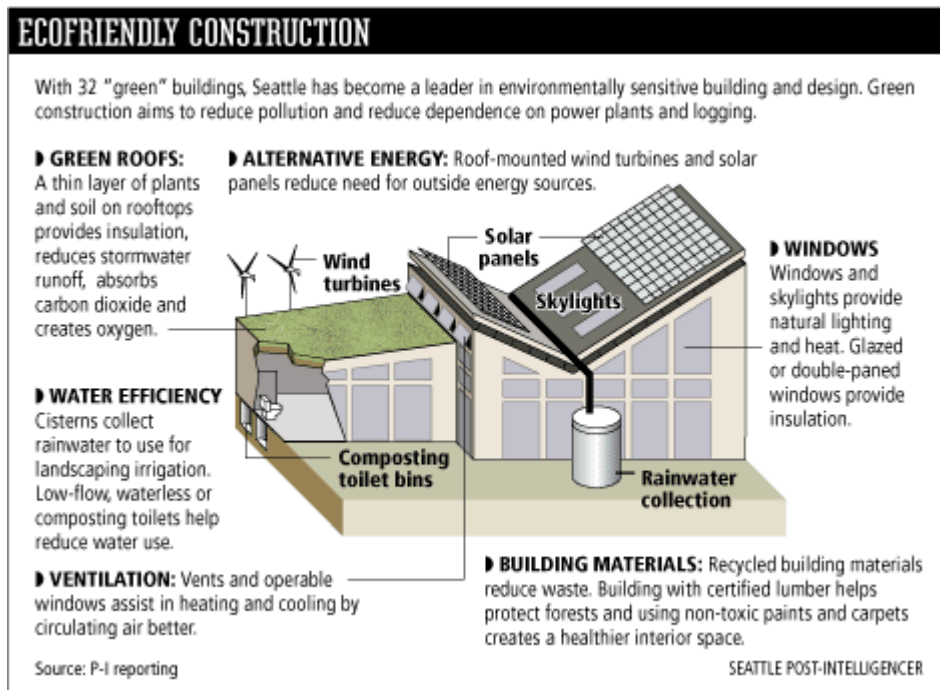 ECOFRIENDLY CONSTRUCTION
With 32 "green" buildings, Seattle has become a leader in environmentally sensitive building and design. Green
construction aims to reduce pollution and reduce dependence on power plants and logging.
GREEN ROOFS:
A thin layer of plants
and soil on rooftops
provides insulation,
reduces stormwater
runoff, absorbs
carbon dioxide and
creates oxygen.
ALTERNATIVE ENERGY: Roof-mounted wind turbines and solar
panels reduce need for outside energy sources.
Wind
turbines
Solar
panels
Skylights
WINDOWS
Windows and
skylights provide
natural lighting
and heat. Glazed
or double-paned
windows provide
insulation.
WATER EFFICIENCY
Cisterns collect
rainwater to use for
landscaping irrigation.
Low-flow, waterless or
composting toilets help
reduce water use.
Composting
toilet bins
Rainwater
collection
VENTILATION: Vents and operable
windows assist in heating and cooling by
circulating air better.
BUILDING MATERIALS: Recycled building materials
reduce waste. Building with certified lumber helps
protect forests and using non-toxic paints and carpets
creates a healthier interior space.
Source: P-I reporting
SEATTLE POST-INTELLIGENCER